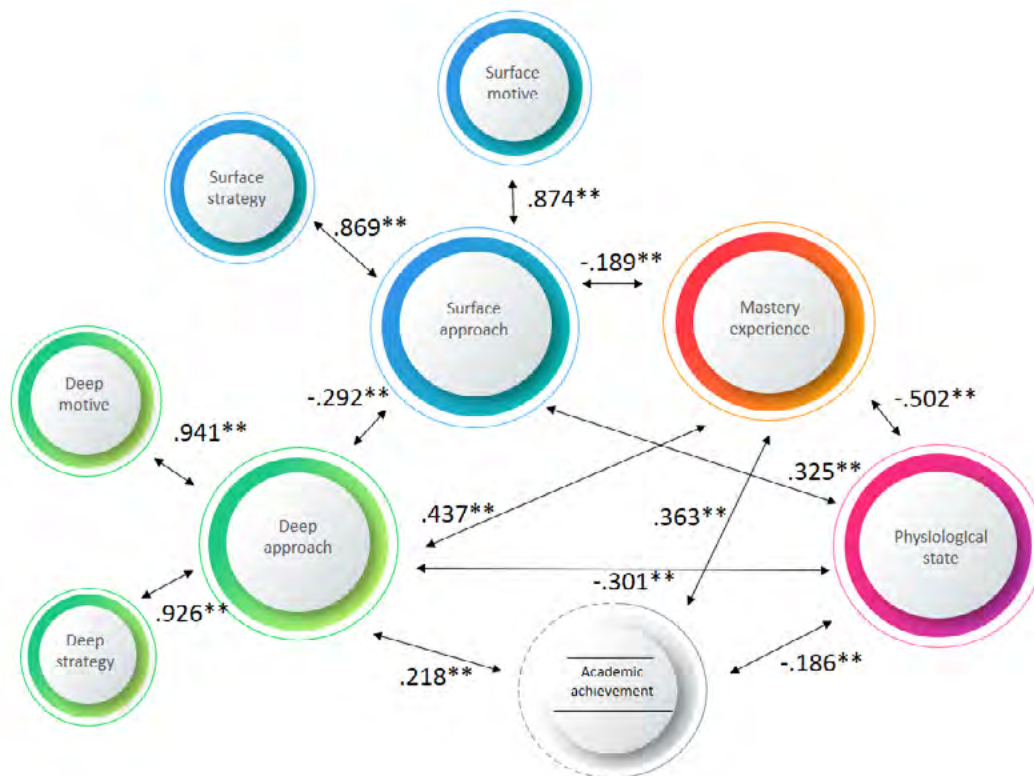 Surface
motive
Surface
strategy
.874**
.869**
-.189**
Surface
approach
Mastery
experience
Deep
motive
-.292**
-.502**
.941**
.325**
.437**
.363**
Deep
approach
Physiological
state
-.301**
.926**
Deep
strategy
.218**
Academic
achievement
-.186**